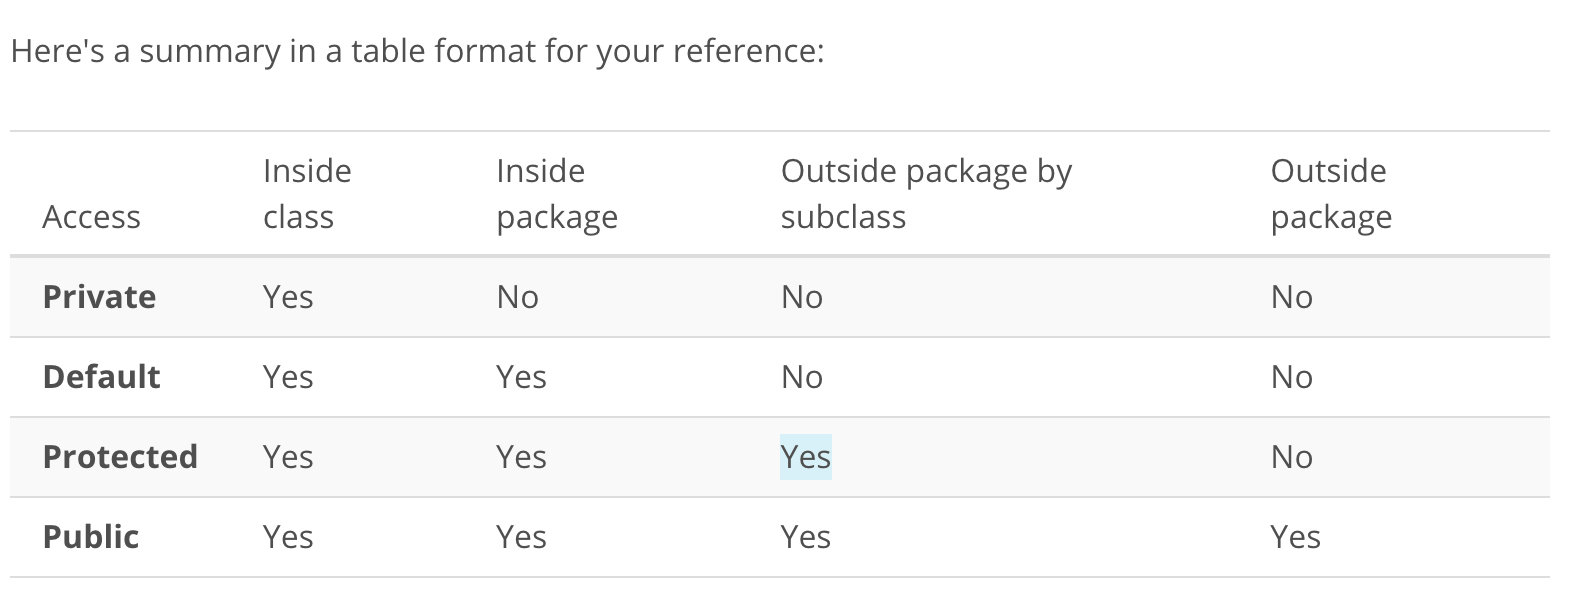 Here's a summary in a table format for your reference:
Access Inside class Inside package Outside package by subclass Outside package
Private Yes No No No
Default Yes Yes No No
Protected Yes Yes Yes No
Public Yes Yes Yes Yes